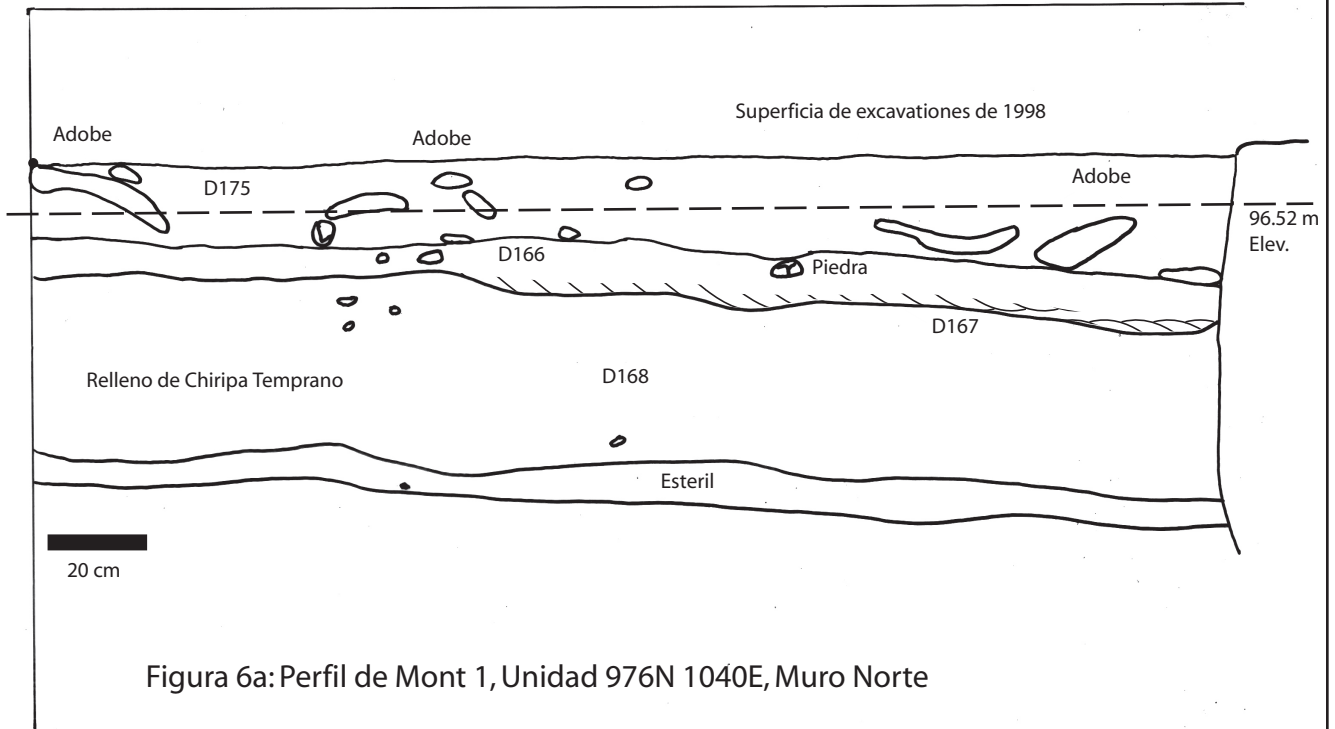 Superficia de excavationes de 1998
Adobe
Adobe
Adobe
D175
96.52 m
Elev.
D166
Piedra
D167
Relleno de Chiripa Temprano
D168
Esteril
20 cm
Figura 6a: Perfil de Mont 1, Unidad 976N 1040E, Muro Norte